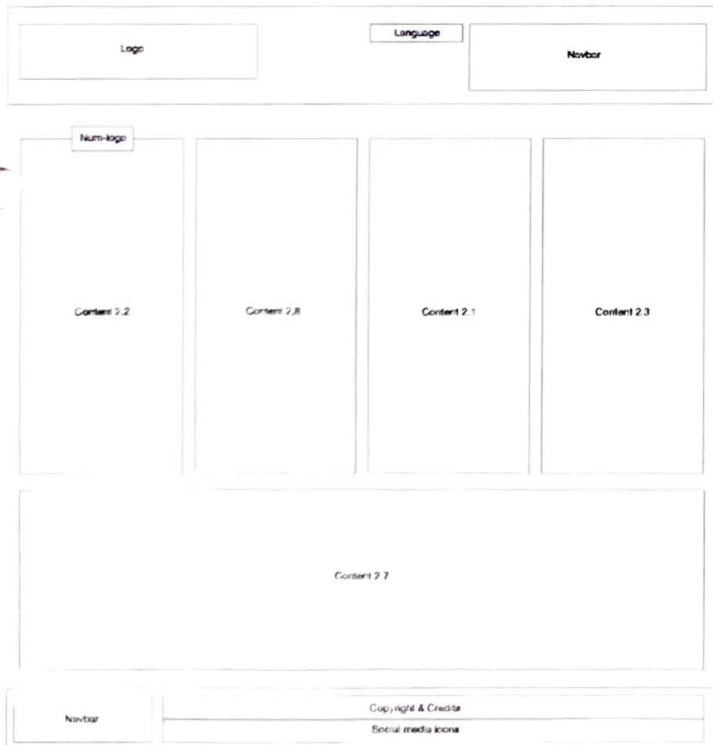 Logo
Language
Navbar
Num-logo
Content 2.2
Content 2.8
Content 2.1
Content 2.3
Content 2.7
Navbar
Copyright & Credits
Social media icons